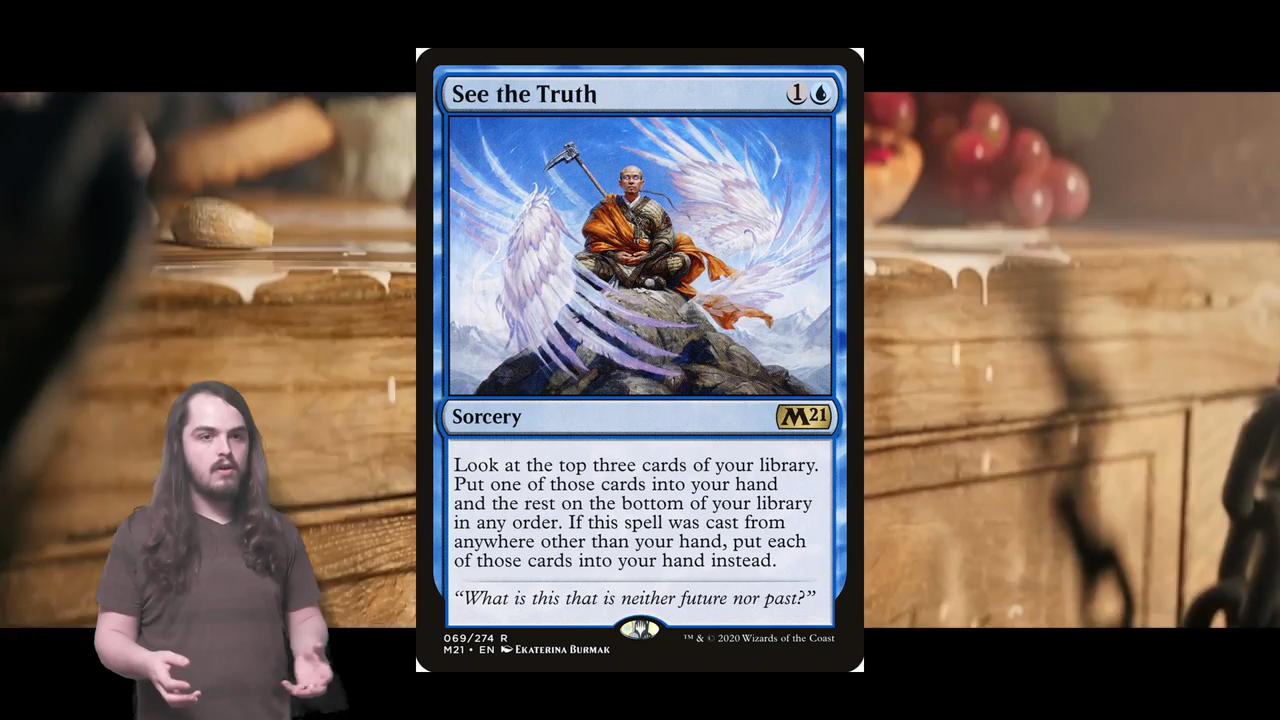 See the Truth 1
Sorcery M21
Look at the top three cards of your library.
Put one of those cards into your hand
and the rest on the bottom of your library
in any order. If this spell was cast from
anywhere other than your hand, put each
of those cards into your hand instead.
“What is this that is neither future nor past?”
069/274 R ™ & © 2020 Wizards of the Coast
M21 • EN Ekaterina Burmak